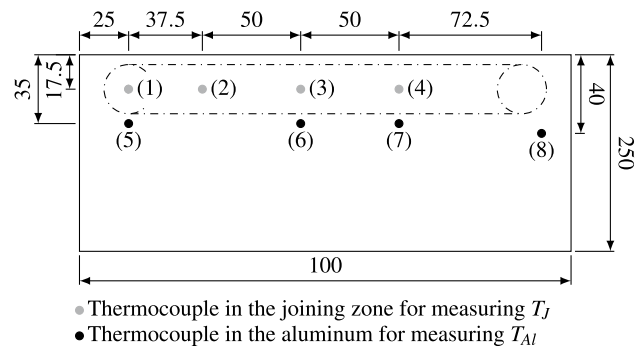 25 37.5 50 50 72.5
35
17.5
(1) (2) (3) (4)
40
250
(5) (6) (7) (8)
100
Thermocouple in the joining zone for measuring T_J
Thermocouple in the aluminum for measuring T_Al